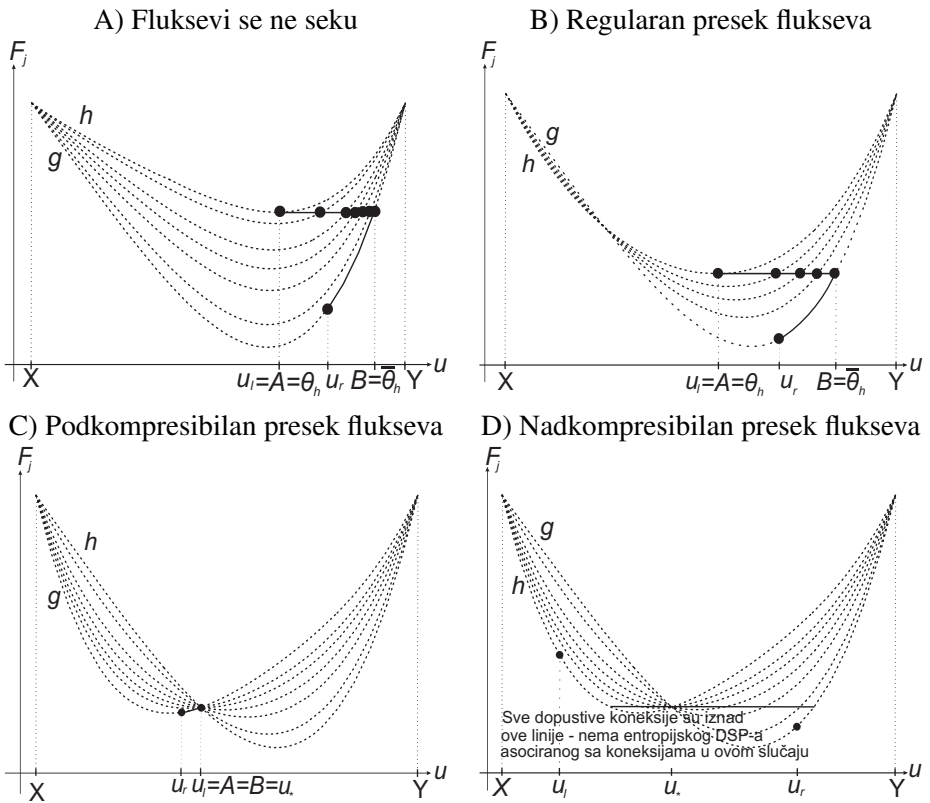 A) Fluksevi se ne seku
F_j
h
g
X
u_l=A=θ_h
u_r
B=θ̅_h
Y
u
B) Regularan presek flukseva
F_j
g
h
X
u_l=A=θ_h
u_r
B=θ̅_h
Y
u
C) Podkompresibilan presek flukseva
F_j
h
g
X
u_r
u_l=A=B=u_*
Y
u
D) Nadkompresibilan presek flukseva
F_j
g
h
Sve dopustive koneksije su iznad
ove linije - nema entropijskog DSP-a
asociranog sa koneksijama u ovom slučaju
X
u_l
u_*
u_r
Y
u